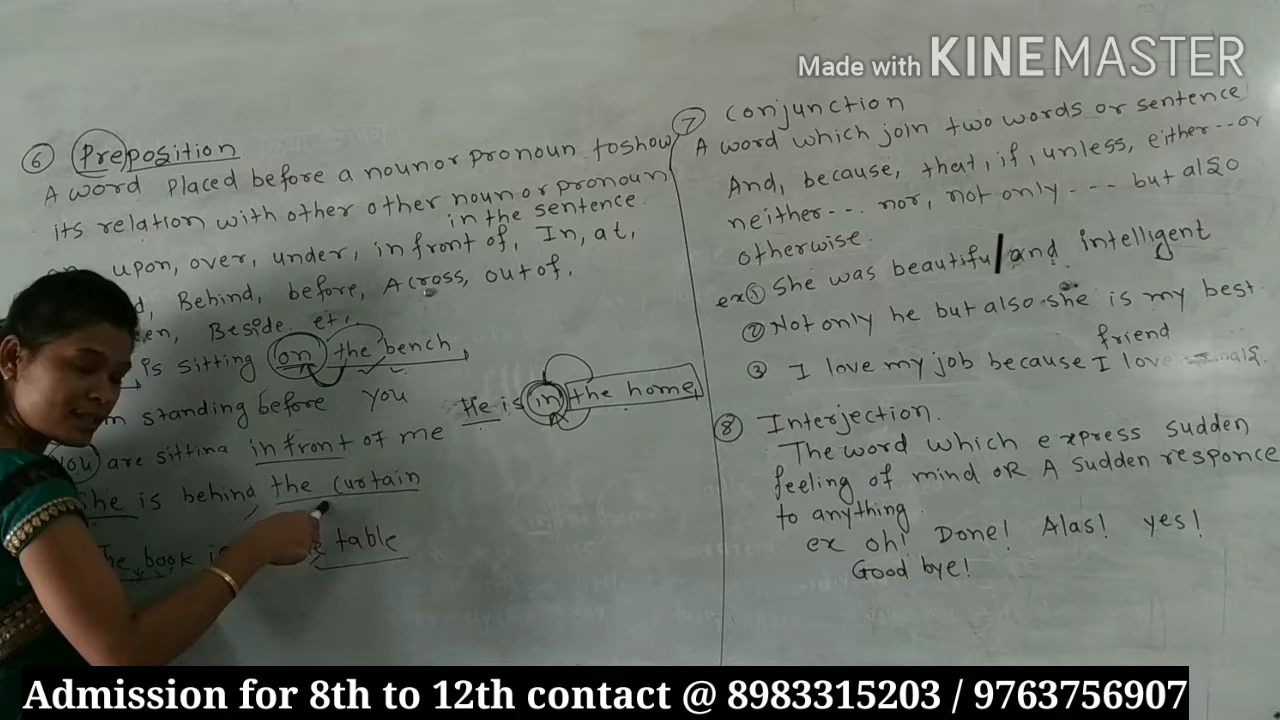 Made with KINEMASTER
⑥ Preposition
A word placed before a noun or pronoun to show
its relation with other other noun or pronoun
in the sentence.
upon, over, under, in front of, In, at,
Behind, before, Across, out of,
Beside etc,
is sitting on the bench
standing before you
He is in the home
You are sitting in front of me
She is behind the curtain
The book is table
⑦ Conjunction
A word which join two words or sentence
And, because, that, if, unless, either -- or
neither --- nor, not only --- but also
otherwise.
ex ① She was beautiful and intelligent
② Not only he but also she is my best
friend
③ I love my job because I love
⑧ Interjection.
The word which express sudden
feeling of mind OR A sudden responce
to anything
ex oh! Done! Alas! yes!
Good bye!
Admission for 8th to 12th contact @ 8983315203 / 9763756907